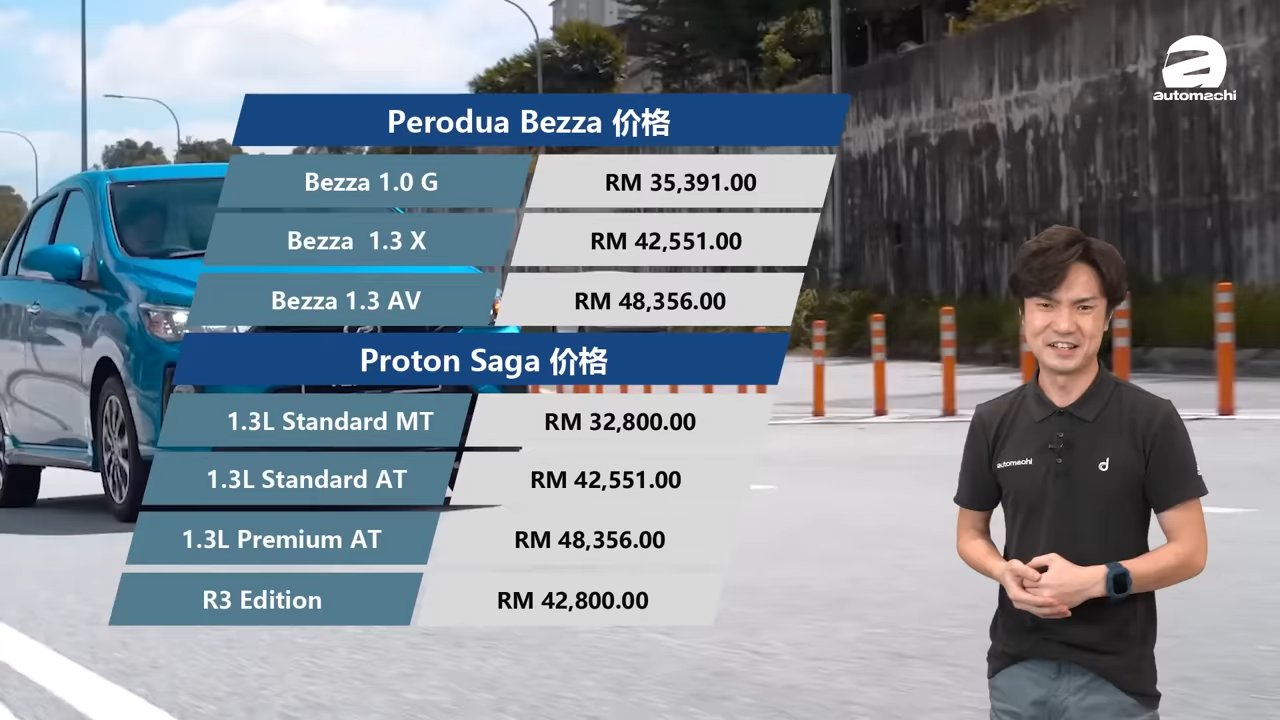 automachi
Perodua Bezza 价格
Bezza 1.0 G RM 35,391.00
Bezza 1.3 X RM 42,551.00
Bezza 1.3 AV RM 48,356.00
Proton Saga 价格
1.3L Standard MT RM 32,800.00
1.3L Standard AT RM 42,551.00
1.3L Premium AT RM 48,356.00
R3 Edition RM 42,800.00
automachi